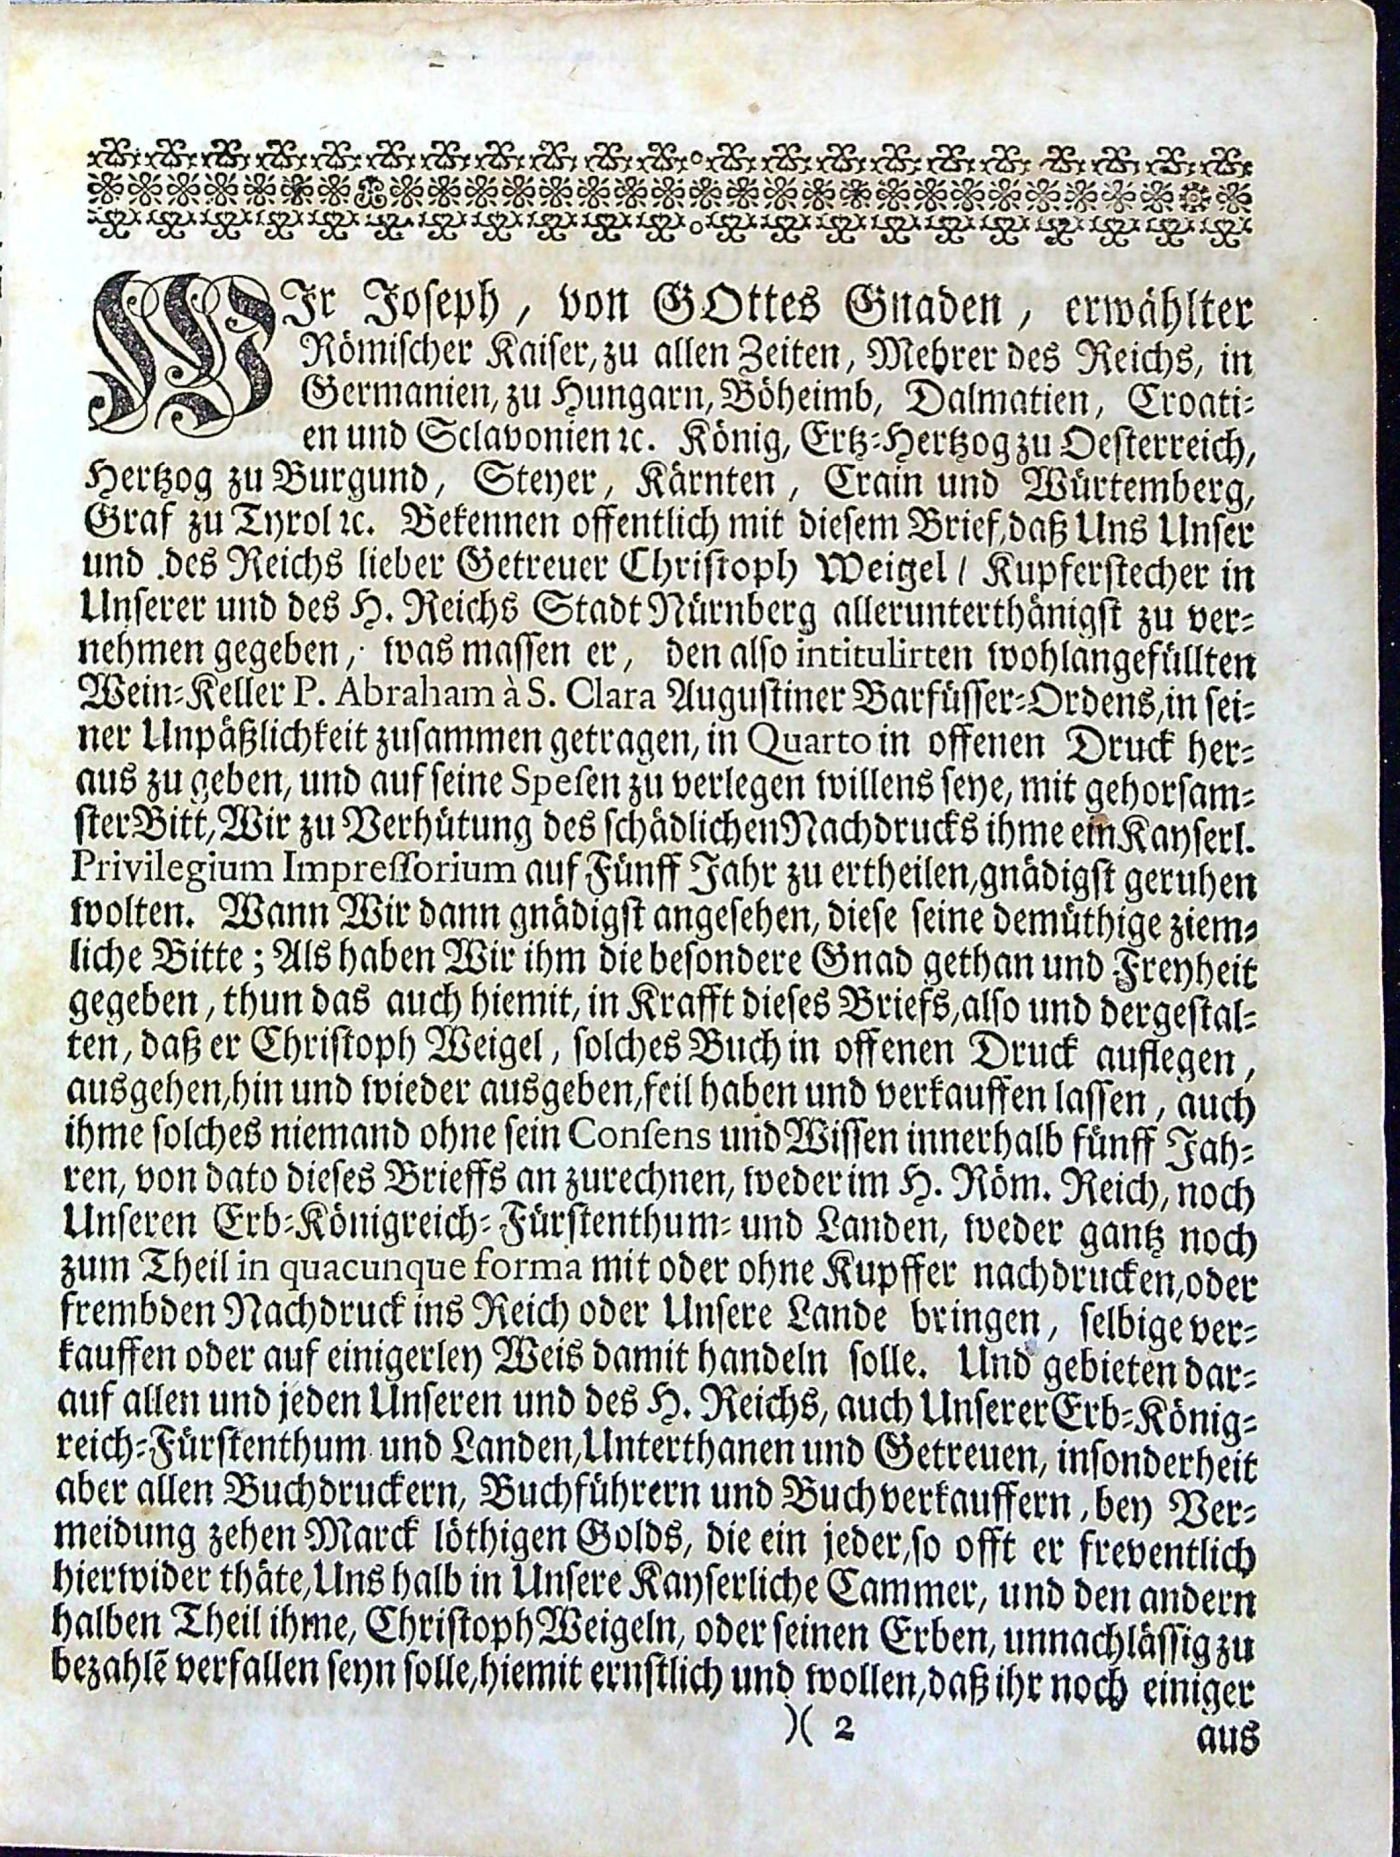 WJr Joseph, von GOttes Gnaden, erwählter
Römischer Kaiser, zu allen Zeiten, Mehrer des Reichs, in
Germanien, zu Hungarn, Böheimb, Dalmatien, Croati-
en und Sclavonien ꝛc. König, Ertz-Hertzog zu Oesterreich,
Hertzog zu Burgund, Steyer, Kärnten, Crain und Würtemberg,
Graf zu Tyrol ꝛc. Bekennen offentlich mit diesem Brief, daß Uns Unser
und des Reichs lieber Getreuer Christoph Weigel / Kupferstecher in
Unserer und des H. Reichs Stadt Nürnberg allerunterthänigst zu ver-
nehmen gegeben, was massen er, den also intitulirten wohlangefüllten
Wein-Keller P. Abraham à S. Clara Augustiner Barfüsser-Ordens, in sei-
ner Unpäßlichkeit zusammen getragen, in Quarto in offenen Druck her-
aus zu geben, und auf seine Spesen zu verlegen willens seye, mit gehorsam-
ster Bitt, Wir zu Verhütung des schädlichen Nachdrucks ihme ein Kayserl.
Privilegium Impressorium auf Fünff Jahr zu ertheilen, gnädigst geruhen
wolten. Wann Wir dann gnädigst angesehen, diese seine demüthige ziem-
liche Bitte; Als haben Wir ihm die besondere Gnad gethan und Freyheit
gegeben, thun das auch hiemit, in Krafft dieses Briefs, also und dergestal-
ten, daß er Christoph Weigel, solches Buch in offenen Druck auflegen,
ausgehen, hin und wieder ausgeben, feil haben und verkauffen lassen, auch
ihme solches niemand ohne sein Consens und Wissen innerhalb fünff Jah-
ren, von dato dieses Brieffs an zurechnen, weder im H. Röm. Reich, noch
Unseren Erb-Königreich-Fürstenthum- und Landen, weder gantz noch
zum Theil in quacunque forma mit oder ohne Kupffer nachdrucken, oder
frembden Nachdruck ins Reich oder Unsere Lande bringen, selbige ver-
kauffen oder auf einigerley Weis damit handeln solle. Und gebieten dar-
auf allen und jeden Unseren und des H. Reichs, auch Unserer Erb-König-
reich-Fürstenthum und Landen, Unterthanen und Getreuen, insonderheit
aber allen Buchdruckern, Buchführern und Buchverkauffern, bey Ver-
meidung zehen Marck löthigen Golds, die ein jeder, so offt er freventlich
hierwider thäte, Uns halb in Unsere Kayserliche Cammer, und den andern
halben Theil ihme, Christoph Weigeln, oder seinen Erben, unnachlässig zu
bezahlē verfallen seyn solle, hiemit ernstlich und wollen, daß ihr noch einiger
)( 2
aus